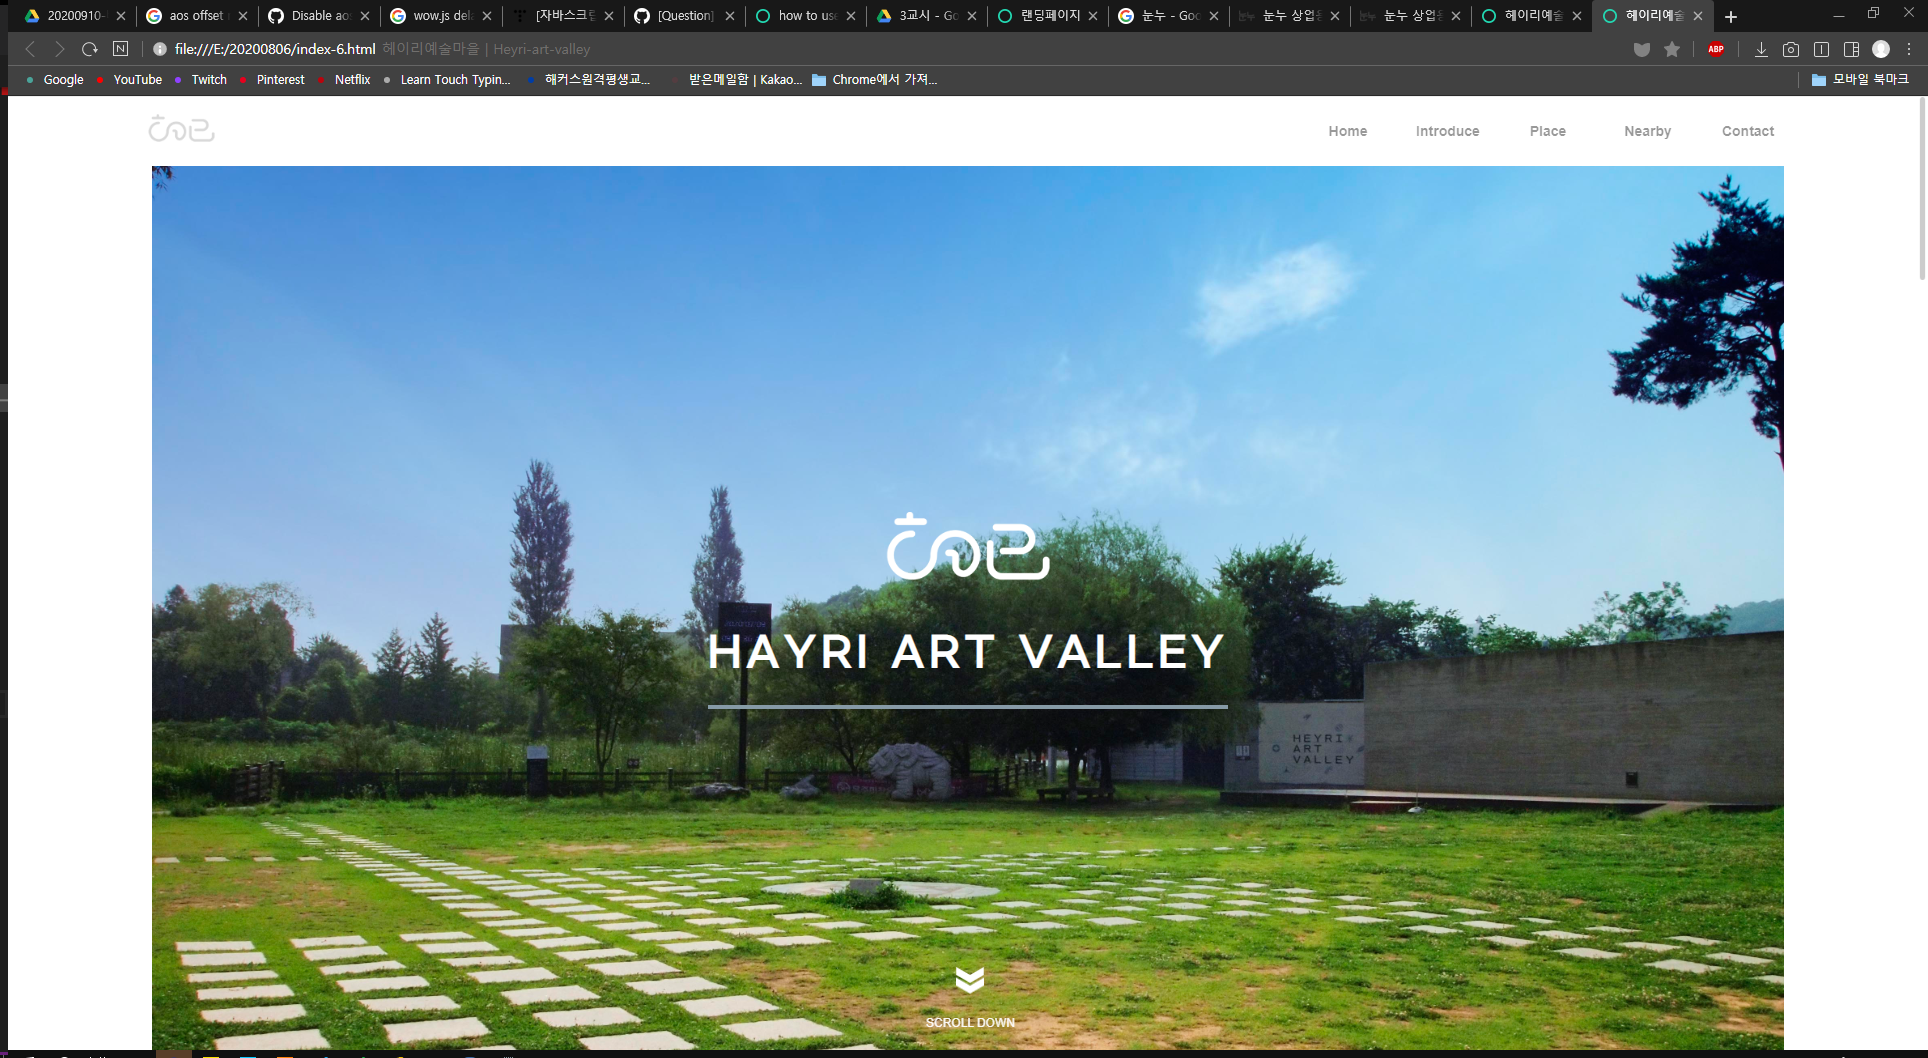 20200910-
aos offset
Disable ao
wow.js del
[자바스크립
[Question]
how to use
3교시 - Go
랜딩페이지
눈누 - Goo
눈누 상업용
눈누 상업용
헤이리예술
헤이리예술
file:///E:/20200806/index-6.html 헤이리예술마을 | Heyri-art-valley
ABP
Google
YouTube
Twitch
Pinterest
Netflix
Learn Touch Typin...
해커스원격평생교...
받은메일함 | Kakao...
Chrome에서 가져...
모바일 북마크
Home
Introduce
Place
Nearby
Contact
HAYRI ART VALLEY
HEYRI
ART
VALLEY
SCROLL DOWN